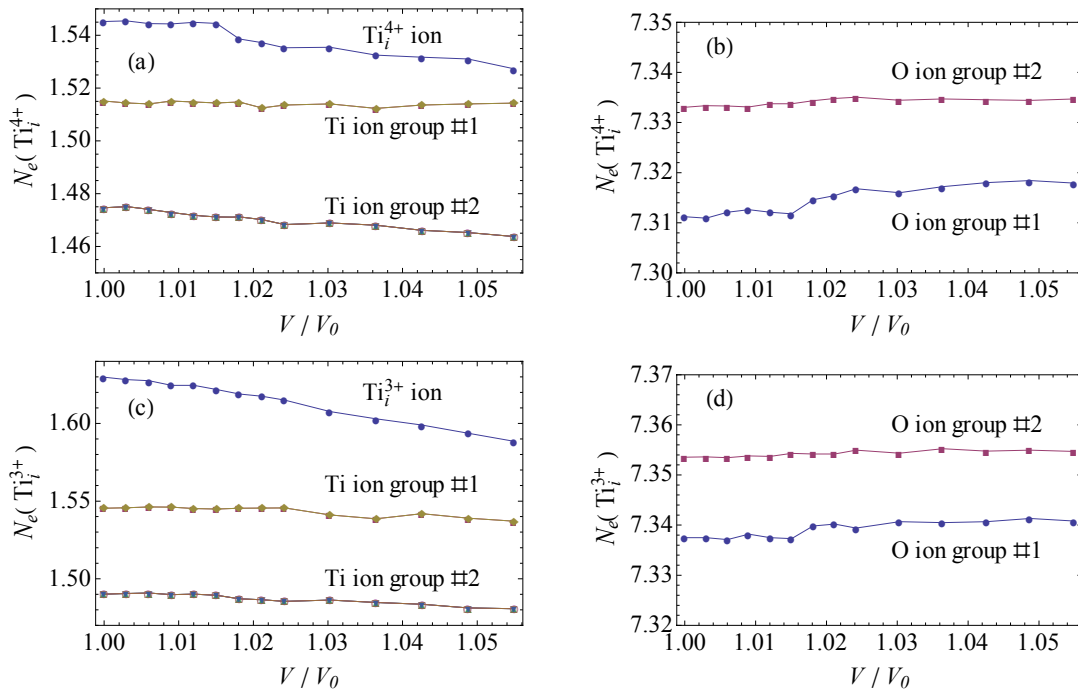 (a)
Ti_i^{4+} ion
Ti ion group #1
Ti ion group #2
N_e( Ti_i^{4+})
1.54
1.52
1.50
1.48
1.46
1.00 1.01 1.02 1.03 1.04 1.05
V / V_0
(b)
O ion group #2
O ion group #1
N_e( Ti_i^{4+})
7.35
7.34
7.33
7.32
7.31
7.30
1.00 1.01 1.02 1.03 1.04 1.05
V / V_0
(c)
Ti_i^{3+} ion
Ti ion group #1
Ti ion group #2
N_e( Ti_i^{3+})
1.60
1.55
1.50
1.00 1.01 1.02 1.03 1.04 1.05
V / V_0
(d)
O ion group #2
O ion group #1
N_e( Ti_i^{3+})
7.37
7.36
7.35
7.34
7.33
7.32
1.00 1.01 1.02 1.03 1.04 1.05
V / V_0